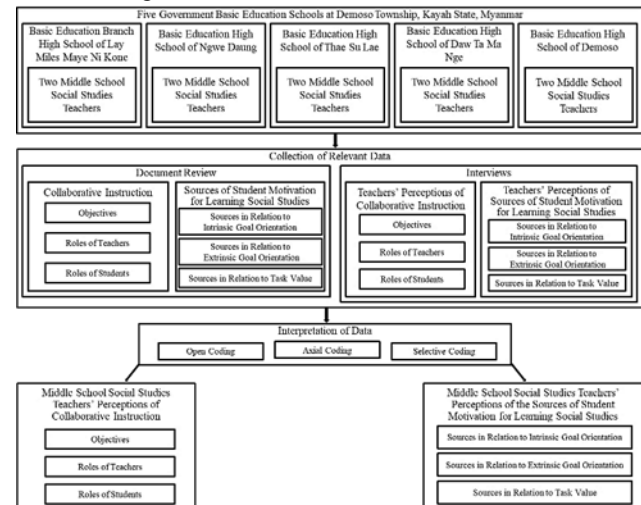 Five Government Basic Education Schools at Demoso Township, Kayah State, Myanmar
Basic Education Branch
High School of Lay
Miles Maye Ni Kone
Two Middle School
Social Studies
Teachers
Basic Education High
School of Ngwe Daung
Two Middle School
Social Studies
Teachers
Basic Education High
School of Thae Su Lae
Two Middle School
Social Studies
Teachers
Basic Education High
School of Daw Ta Ma
Nge
Two Middle School
Social Studies
Teachers
Basic Education High
School of Demoso
Two Middle School
Social Studies
Teachers
Collection of Relevant Data
Document Review
Collaborative Instruction
Objectives
Roles of Teachers
Roles of Students
Sources of Student Motivation
for Learning Social Studies
Sources in Relation to
Intrinsic Goal Orientation
Sources in Relation to
Extrinsic Goal Orientation
Sources in Relation to Task Value
Interviews
Teachers' Perceptions of
Collaborative Instruction
Objectives
Roles of Teachers
Roles of Students
Teachers' Perceptions of
Sources of Student Motivation
for Learning Social Studies
Sources in Relation to
Intrinsic Goal Orientation
Sources in Relation to
Extrinsic Goal Orientation
Sources in Relation to Task Value
Interpretation of Data
Open Coding
Axial Coding
Selective Coding
Middle School Social Studies
Teachers' Perceptions of
Collaborative Instruction
Objectives
Roles of Teachers
Roles of Students
Middle School Social Studies Teachers'
Perceptions of the Sources of Student
Motivation for Learning Social Studies
Sources in Relation to Intrinsic Goal Orientation
Sources in Relation to Extrinsic Goal Orientation
Sources in Relation to Task Value